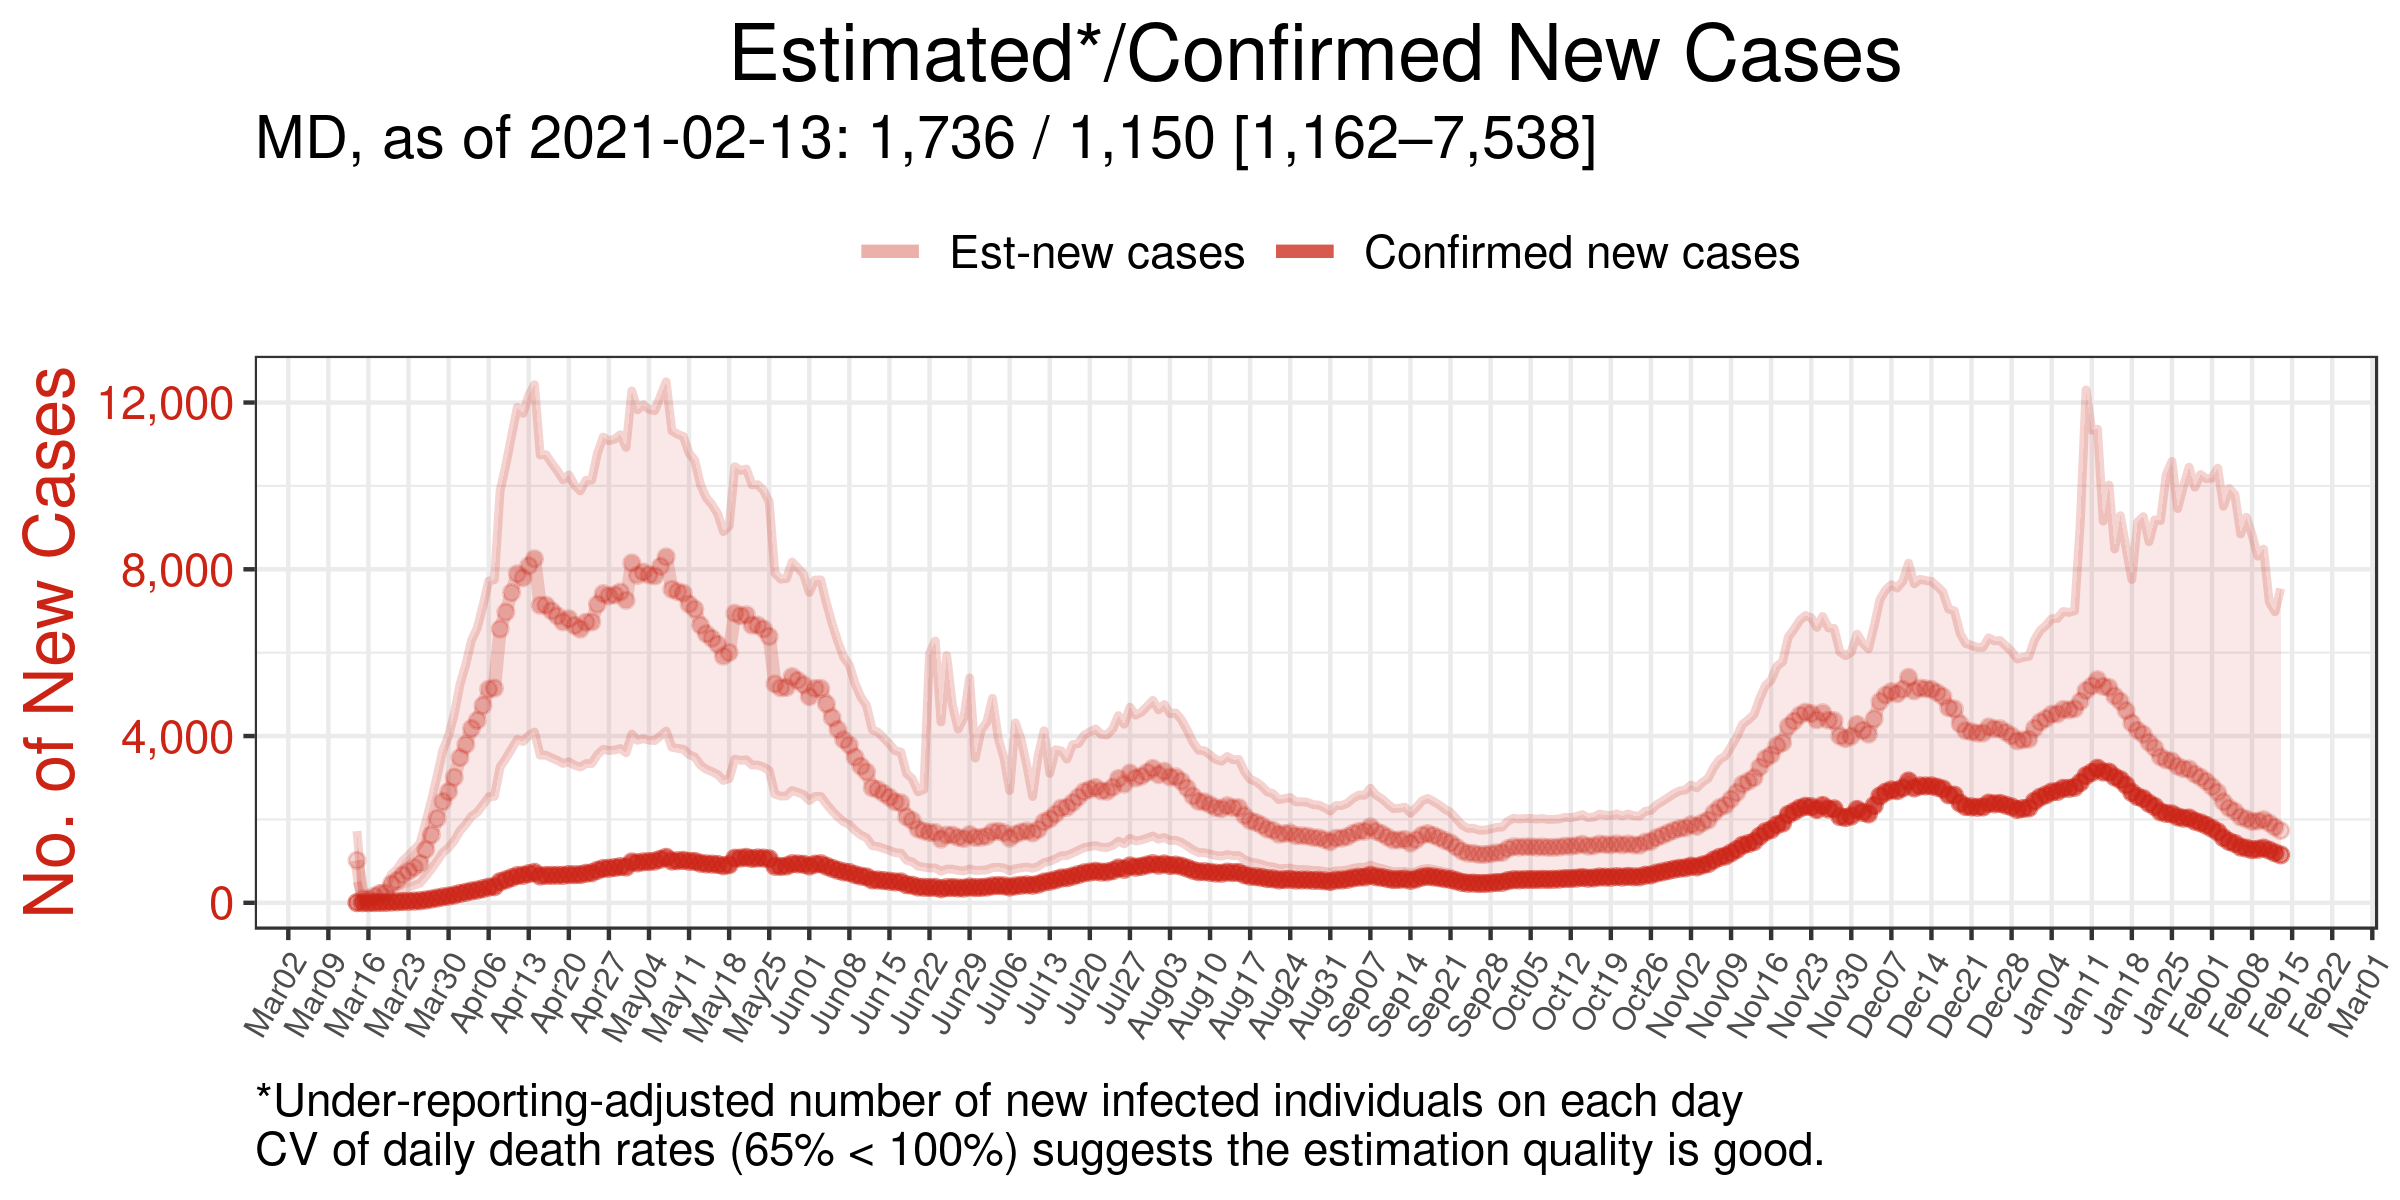 Estimated*/Confirmed New Cases
MD, as of 2021-02-13: 1,736 / 1,150 [1,162–7,538]
Est-new cases
Confirmed new cases
No. of New Cases
12,000
8,000
4,000
0
Mar02
Mar09
Mar16
Mar23
Mar30
Apr06
Apr13
Apr20
Apr27
May04
May11
May18
May25
Jun01
Jun08
Jun15
Jun22
Jun29
Jul06
Jul13
Jul20
Jul27
Aug03
Aug10
Aug17
Aug24
Aug31
Sep07
Sep14
Sep21
Sep28
Oct05
Oct12
Oct19
Oct26
Nov02
Nov09
Nov16
Nov23
Nov30
Dec07
Dec14
Dec21
Dec28
Jan04
Jan11
Jan18
Jan25
Feb01
Feb08
Feb15
Feb22
Mar01
*Under-reporting-adjusted number of new infected individuals on each day
CV of daily death rates (65% < 100%) suggests the estimation quality is good.